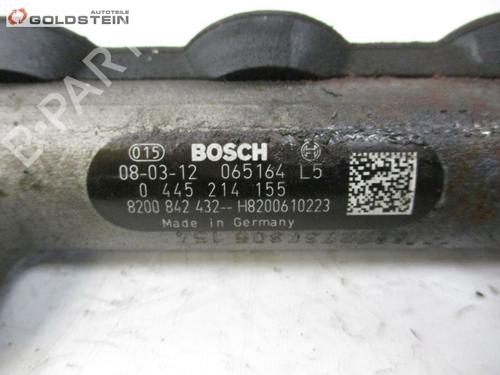 AUTOTEILE
GOLDSTEIN
B-PARTS
015 BOSCH
08-03-12 065164 L5
0 445 214 155
8200 842 432-- H8200610223
Made in Germany